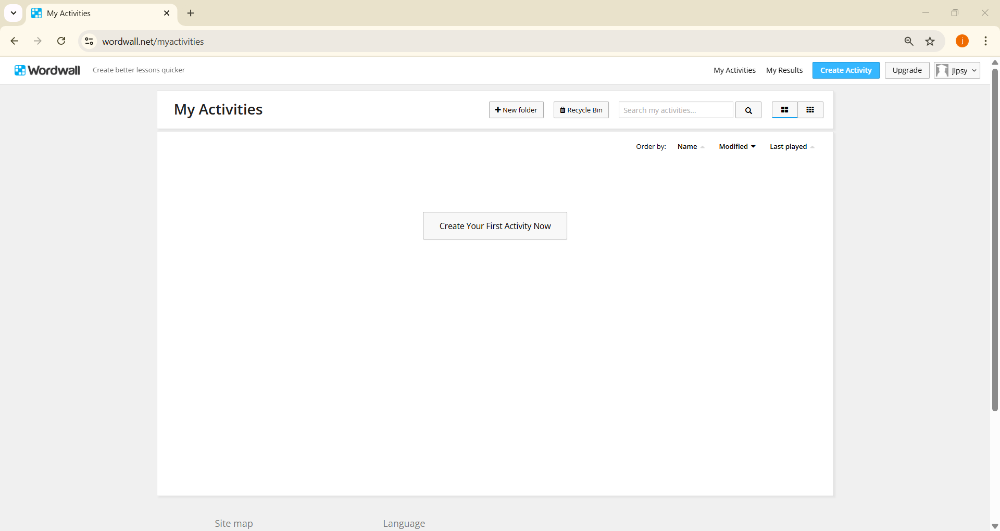 My Activities
wordwall.net/myactivities
j
Wordwall
Create better lessons quicker
My Activities
My Results
Create Activity
Upgrade
jipsy
My Activities
New folder
Recycle Bin
Search my activities...
Order by:
Name
Modified
Last played
Create Your First Activity Now
Site map
Language